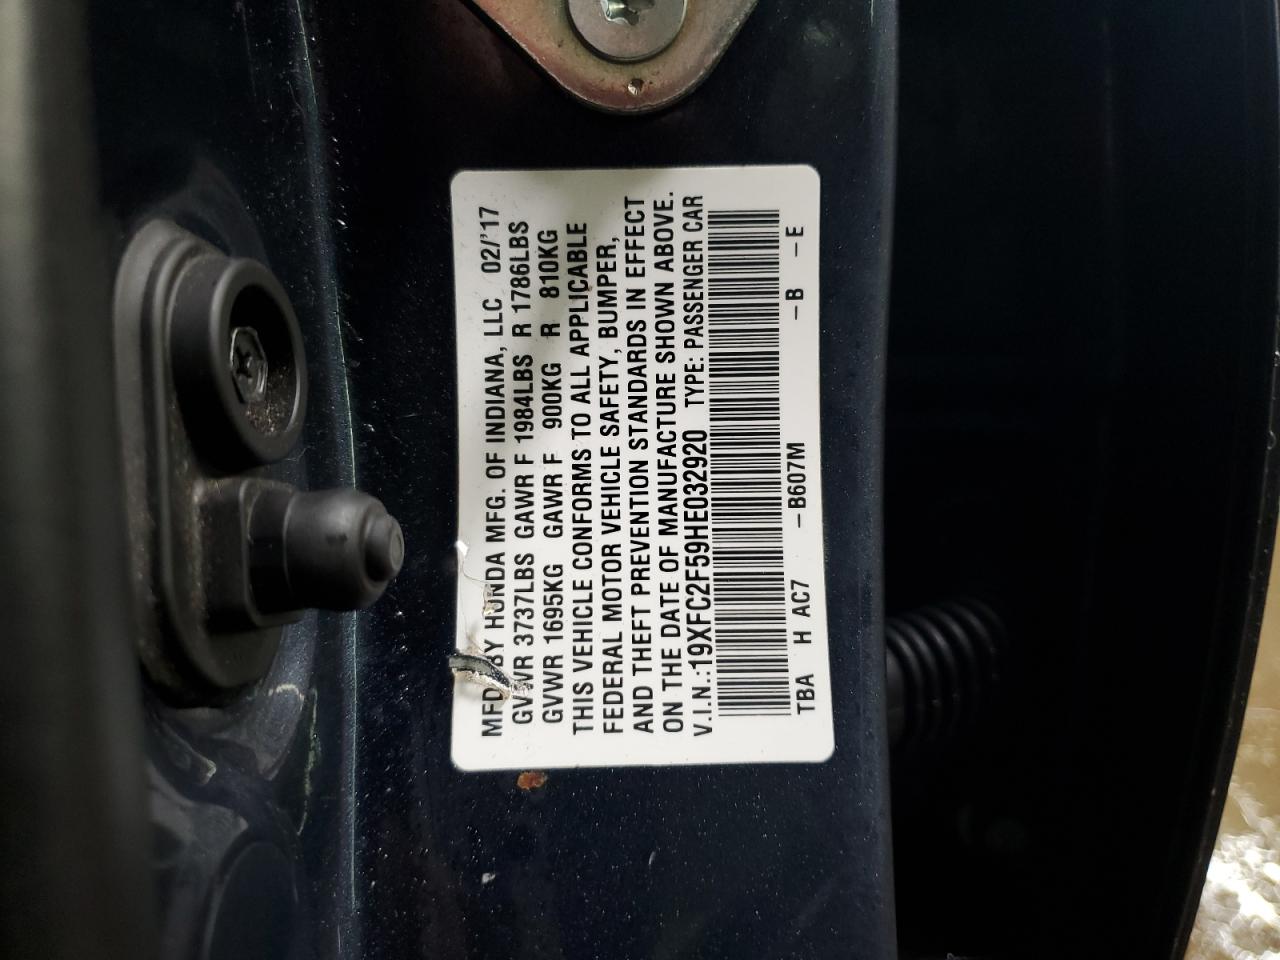 MFD BY HONDA MFG. OF INDIANA, LLC 02/'17
GVWR 3737LBS GAWR F 1984LBS R 1786LBS
GVWR 1695KG GAWR F 900KG R 810KG
THIS VEHICLE CONFORMS TO ALL APPLICABLE
FEDERAL MOTOR VEHICLE SAFETY, BUMPER,
AND THEFT PREVENTION STANDARDS IN EFFECT
ON THE DATE OF MANUFACTURE SHOWN ABOVE.
V.I.N.:19XFC2F59HE032920 TYPE: PASSENGER CAR
TBA H AC7 -B607M -B -E